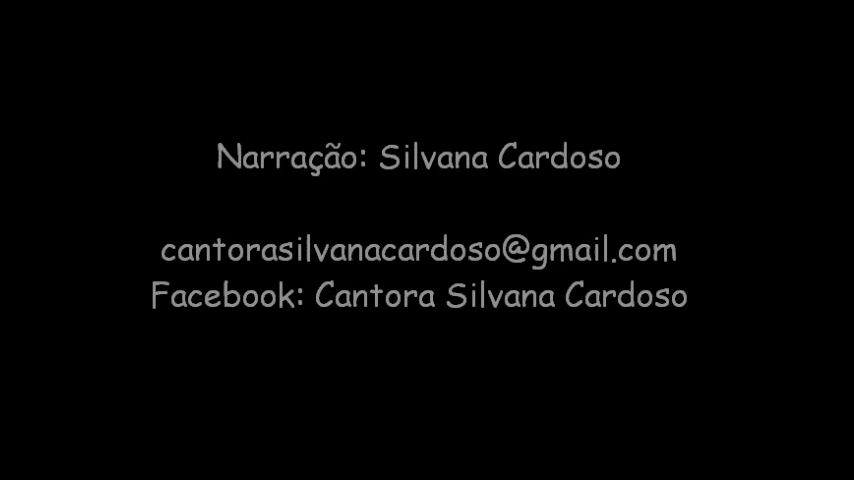 Narração: Silvana Cardoso
cantorasilvanacardoso@gmail.com
Facebook: Cantora Silvana Cardoso